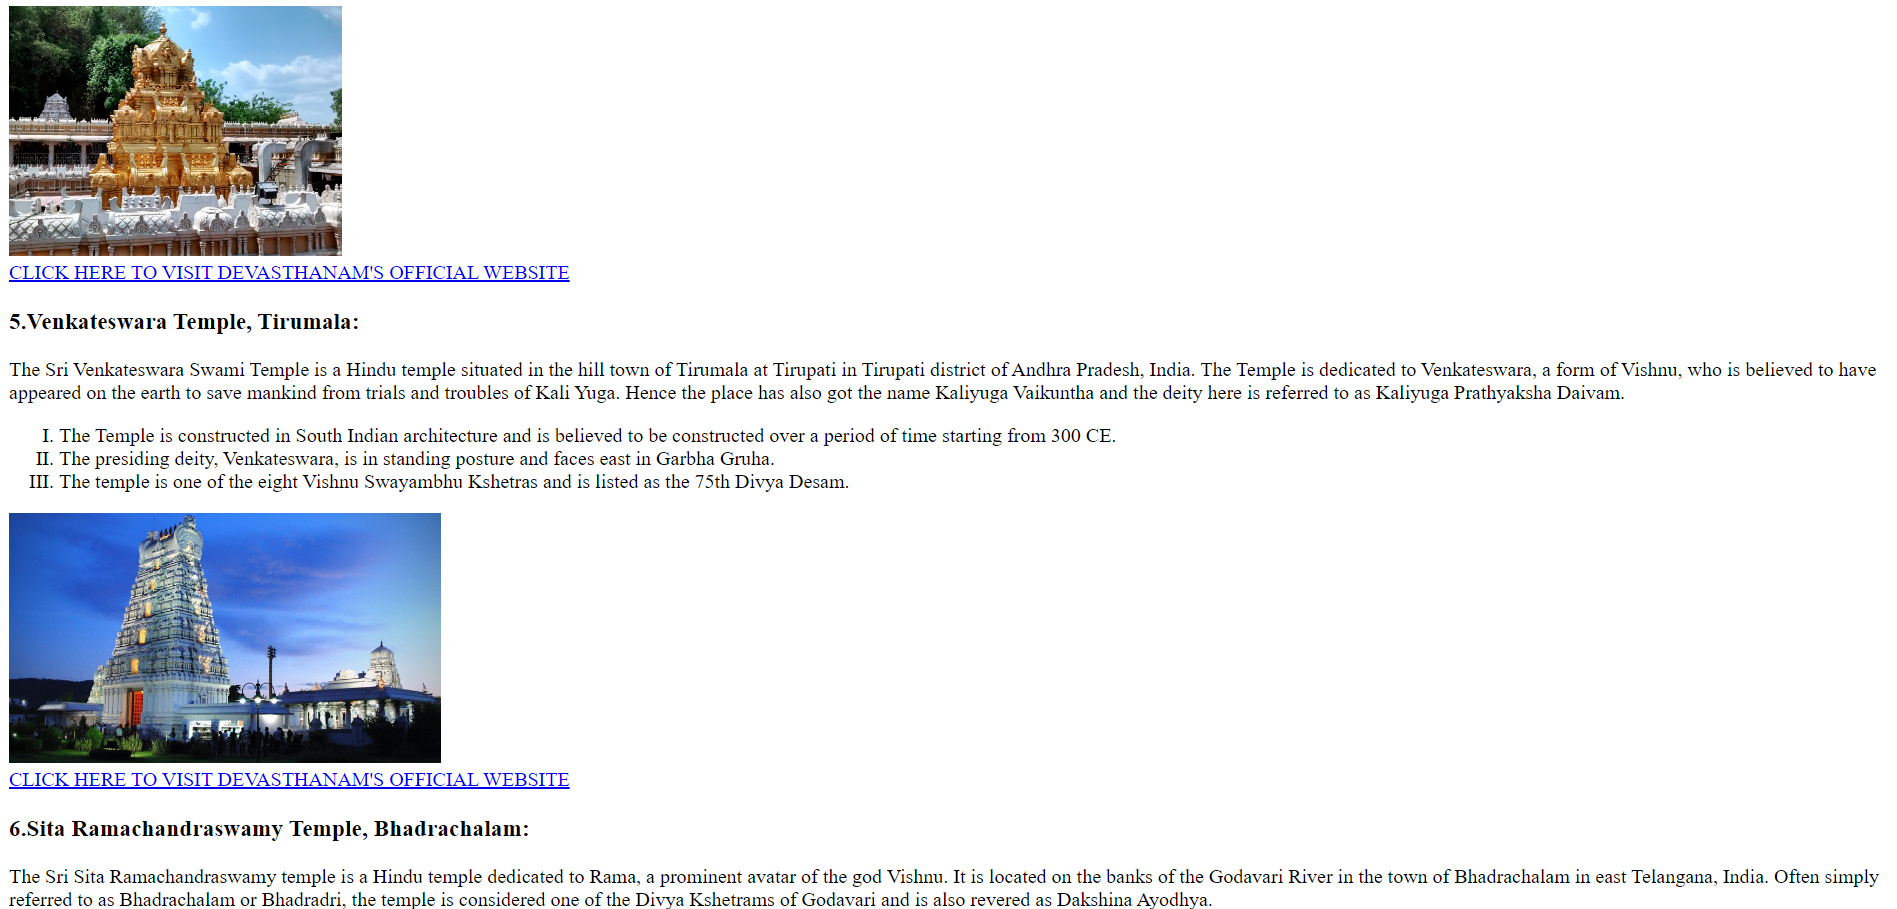 CLICK HERE TO VISIT DEVASTHANAM'S OFFICIAL WEBSITE
5.Venkateswara Temple, Tirumala:
The Sri Venkateswara Swami Temple is a Hindu temple situated in the hill town of Tirumala at Tirupati in Tirupati district of Andhra Pradesh, India. The Temple is dedicated to Venkateswara, a form of Vishnu, who is believed to have
appeared on the earth to save mankind from trials and troubles of Kali Yuga. Hence the place has also got the name Kaliyuga Vaikuntha and the deity here is referred to as Kaliyuga Prathyaksha Daivam.
I. The Temple is constructed in South Indian architecture and is believed to be constructed over a period of time starting from 300 CE.
II. The presiding deity, Venkateswara, is in standing posture and faces east in Garbha Gruha.
III. The temple is one of the eight Vishnu Swayambhu Kshetras and is listed as the 75th Divya Desam.
CLICK HERE TO VISIT DEVASTHANAM'S OFFICIAL WEBSITE
6.Sita Ramachandraswamy Temple, Bhadrachalam:
The Sri Sita Ramachandraswamy temple is a Hindu temple dedicated to Rama, a prominent avatar of the god Vishnu. It is located on the banks of the Godavari River in the town of Bhadrachalam in east Telangana, India. Often simply
referred to as Bhadrachalam or Bhadradri, the temple is considered one of the Divya Kshetrams of Godavari and is also revered as Dakshina Ayodhya.